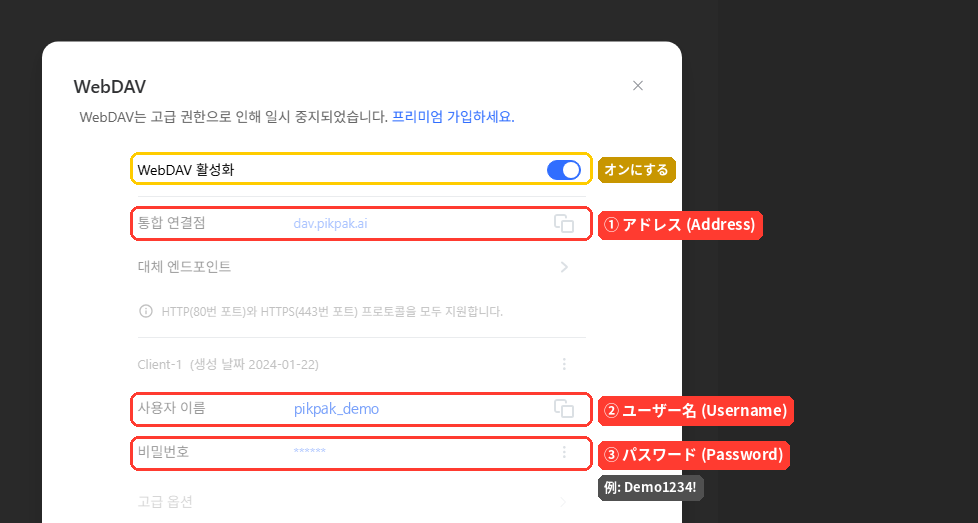 WebDAV
WebDAV는 고급 권한으로 인해 일시 중지되었습니다. 프리미엄 가입하세요.
WebDAV 활성화
オンにする
통합 연결점 dav.pikpak.ai
① アドレス (Address)
대체 엔드포인트
HTTP(80번 포트)와 HTTPS(443번 포트) 프로토콜을 모두 지원합니다.
Client-1 (생성 날짜 2024-01-22)
사용자 이름 pikpak_demo
② ユーザー名 (Username)
비밀번호 ******
③ パスワード (Password)
例: Demo1234!
고급 옵션